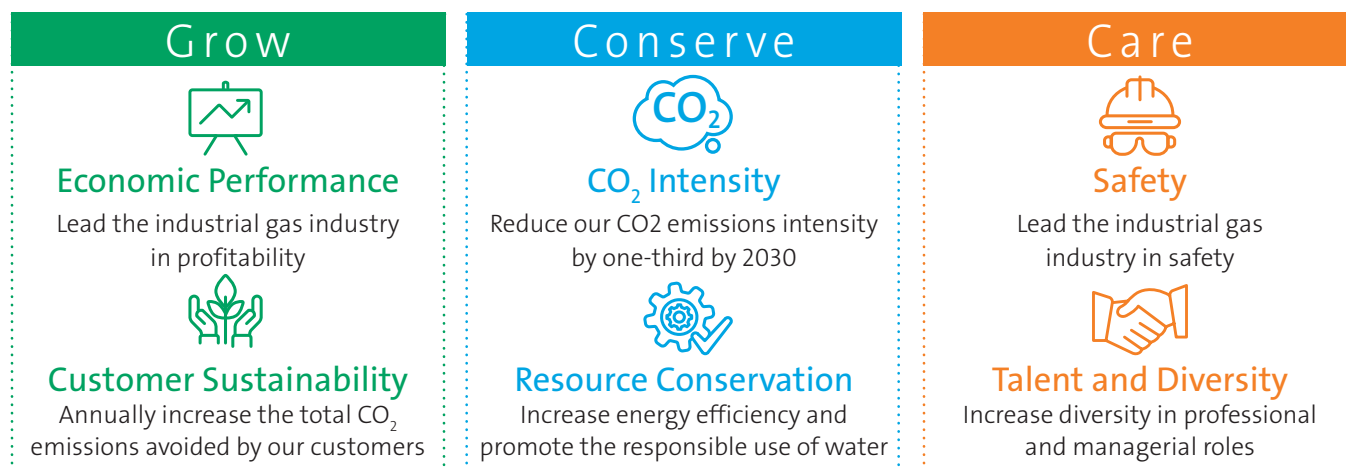 Grow
Economic Performance
Lead the industrial gas industry
in profitability
Customer Sustainability
Annually increase the total CO₂
emissions avoided by our customers
Conserve
CO₂
CO₂ Intensity
Reduce our CO2 emissions intensity
by one-third by 2030
Resource Conservation
Increase energy efficiency and
promote the responsible use of water
Care
Safety
Lead the industrial gas
industry in safety
Talent and Diversity
Increase diversity in professional
and managerial roles